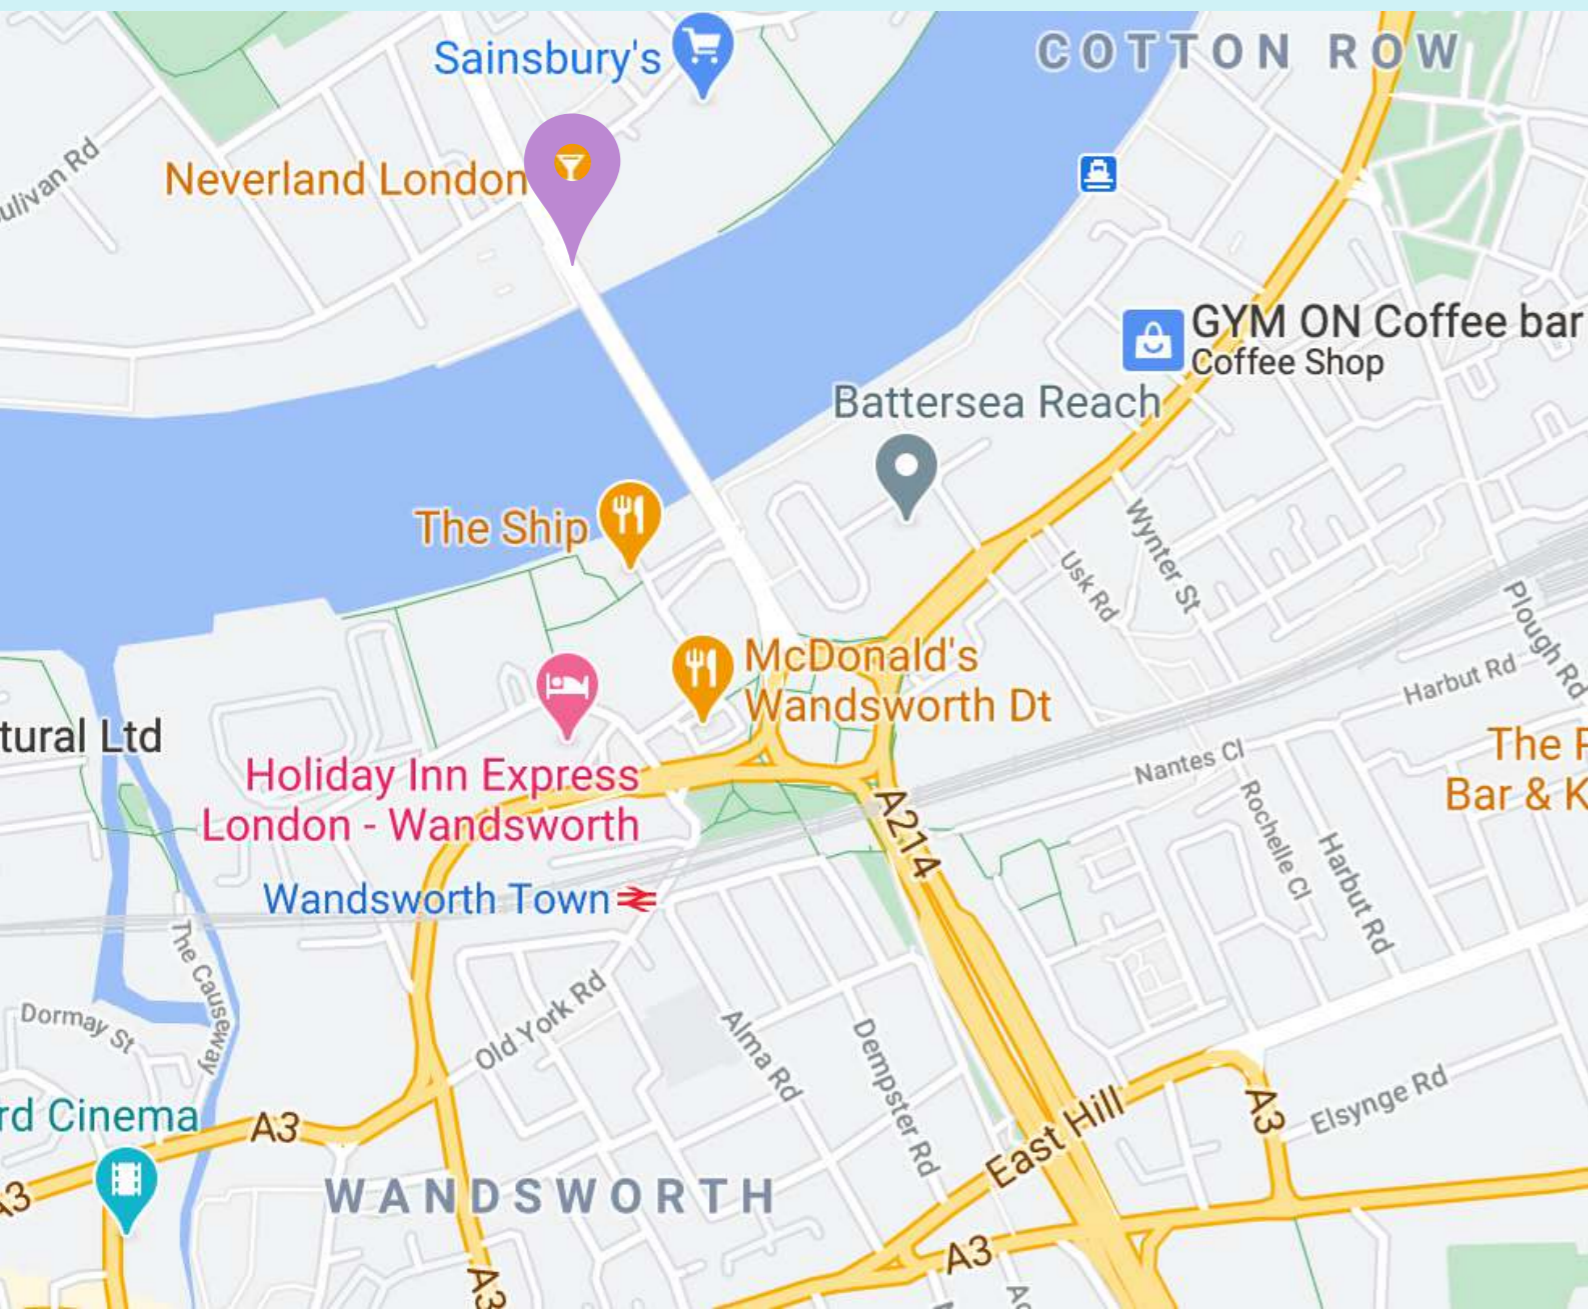 COTTON ROW
Sainsbury's
ulivan Rd
Neverland London
GYM ON Coffee bar
Coffee Shop
Battersea Reach
The Ship
Wynter St
Usk Rd
Plough Rd
McDonald's
Wandsworth Dt
Harbut Rd
tural Ltd
Holiday Inn Express
London - Wandsworth
Nantes Cl
The
Bar & K
A214
Rochelle Cl
Harbut Rd
Wandsworth Town
The Causeway
Dormay St
Old York Rd
Alma Rd
Dempster Rd
rd Cinema
A3
East Hill
A3
Elsynge Rd
A3
WANDSWORTH
A3
A3